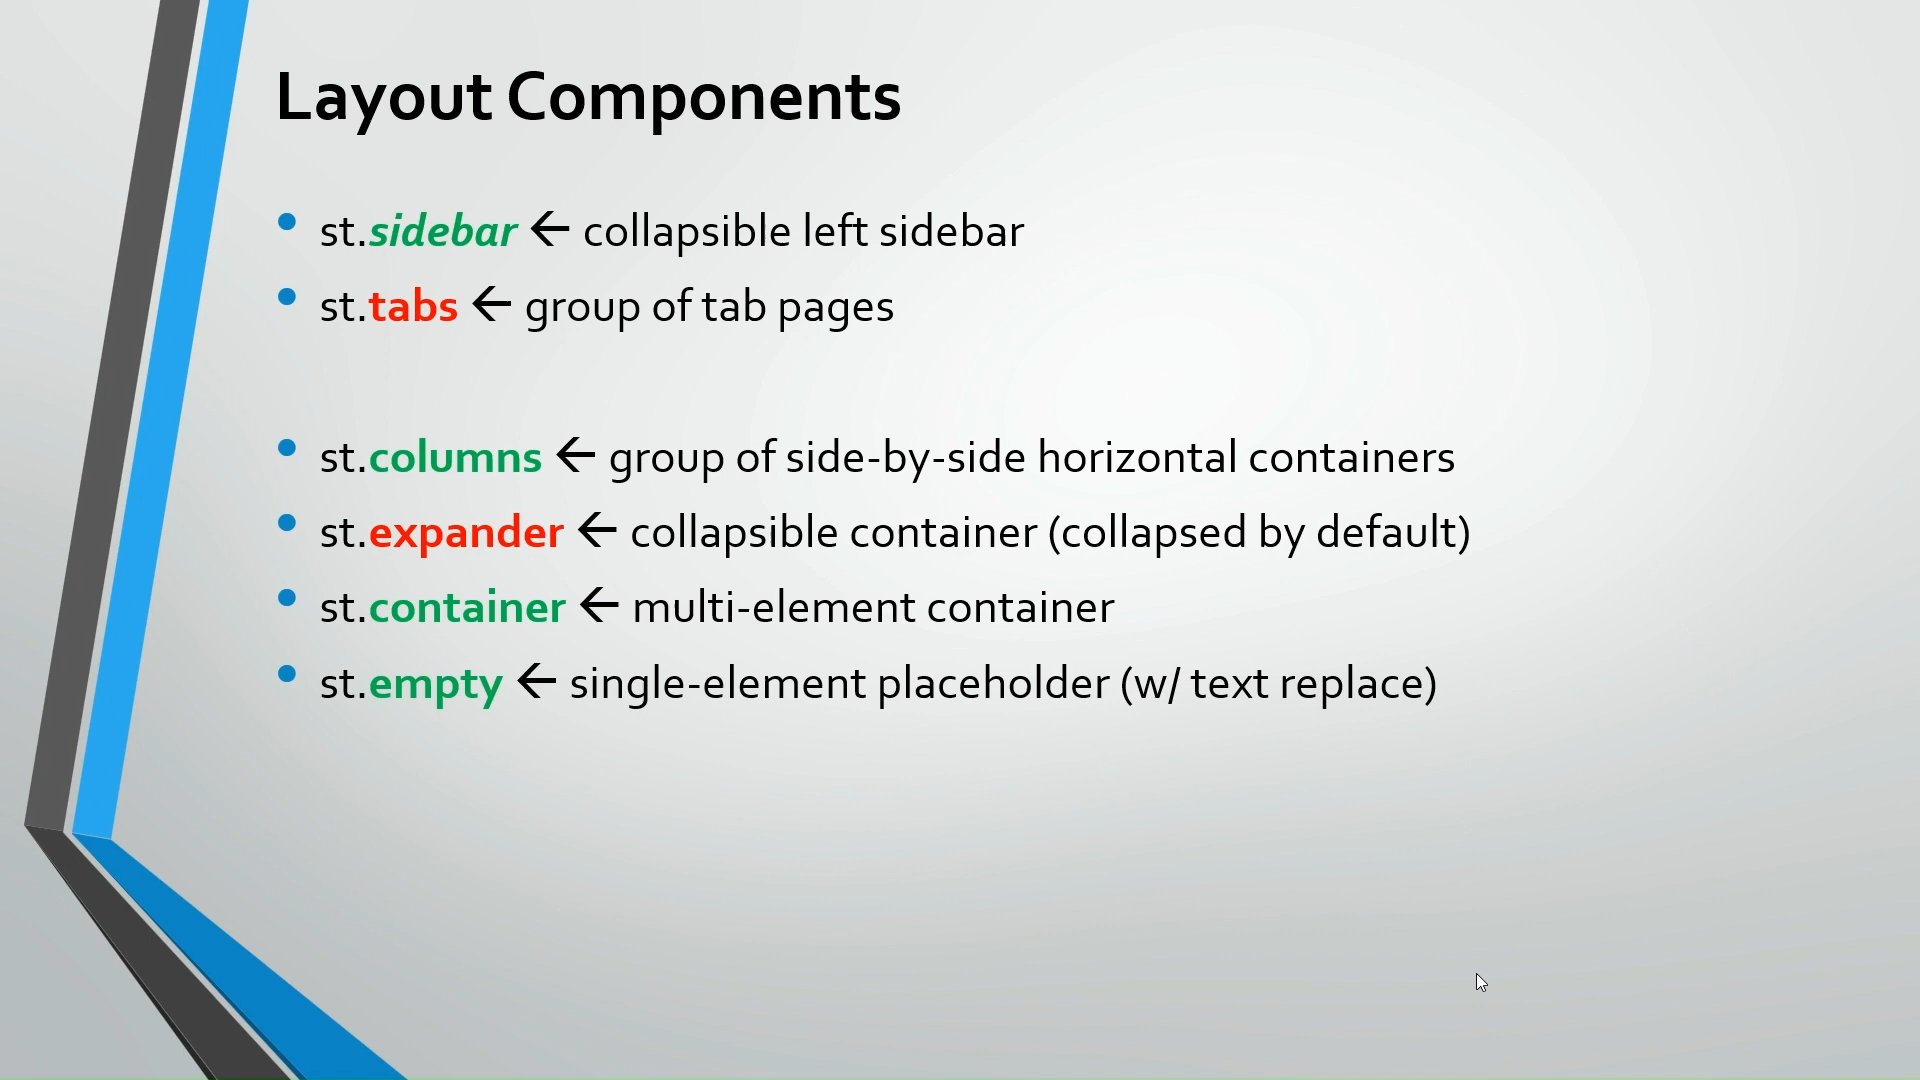 Layout Components
• st.sidebar ← collapsible left sidebar
• st.tabs ← group of tab pages
• st.columns ← group of side-by-side horizontal containers
• st.expander ← collapsible container (collapsed by default)
• st.container ← multi-element container
• st.empty ← single-element placeholder (w/ text replace)